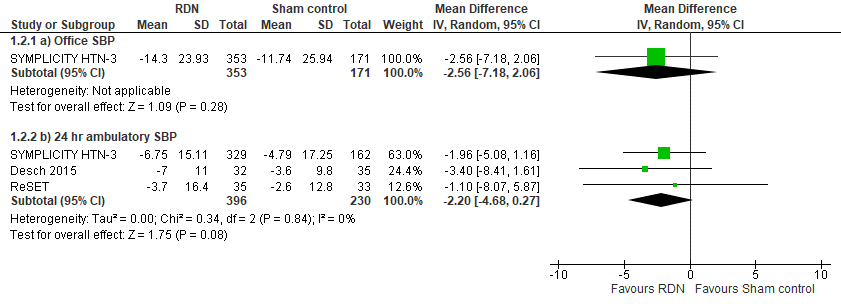 RDN Sham control Mean Difference Mean Difference
Study or Subgroup Mean SD Total Mean SD Total Weight IV, Random, 95% CI IV, Random, 95% CI
1.2.1 a) Office SBP
SYMPLICITY HTN-3 -14.3 23.93 353 -11.74 25.94 171 100.0% -2.56 [-7.18, 2.06]
Subtotal (95% CI) 353 171 100.0% -2.56 [-7.18, 2.06]
Heterogeneity: Not applicable
Test for overall effect: Z = 1.09 (P = 0.28)
1.2.2 b) 24 hr ambulatory SBP
SYMPLICITY HTN-3 -6.75 15.11 329 -4.79 17.25 162 63.0% -1.96 [-5.08, 1.16]
Desch 2015 -7 11 32 -3.6 9.8 35 24.4% -3.40 [-8.41, 1.61]
ReSET -3.7 16.4 35 -2.6 12.8 33 12.6% -1.10 [-8.07, 5.87]
Subtotal (95% CI) 396 230 100.0% -2.20 [-4.68, 0.27]
Heterogeneity: Tau² = 0.00; Chi² = 0.34, df = 2 (P = 0.84); I² = 0%
Test for overall effect: Z = 1.75 (P = 0.08)
-10 -5 0 5 10
Favours RDN Favours Sham control